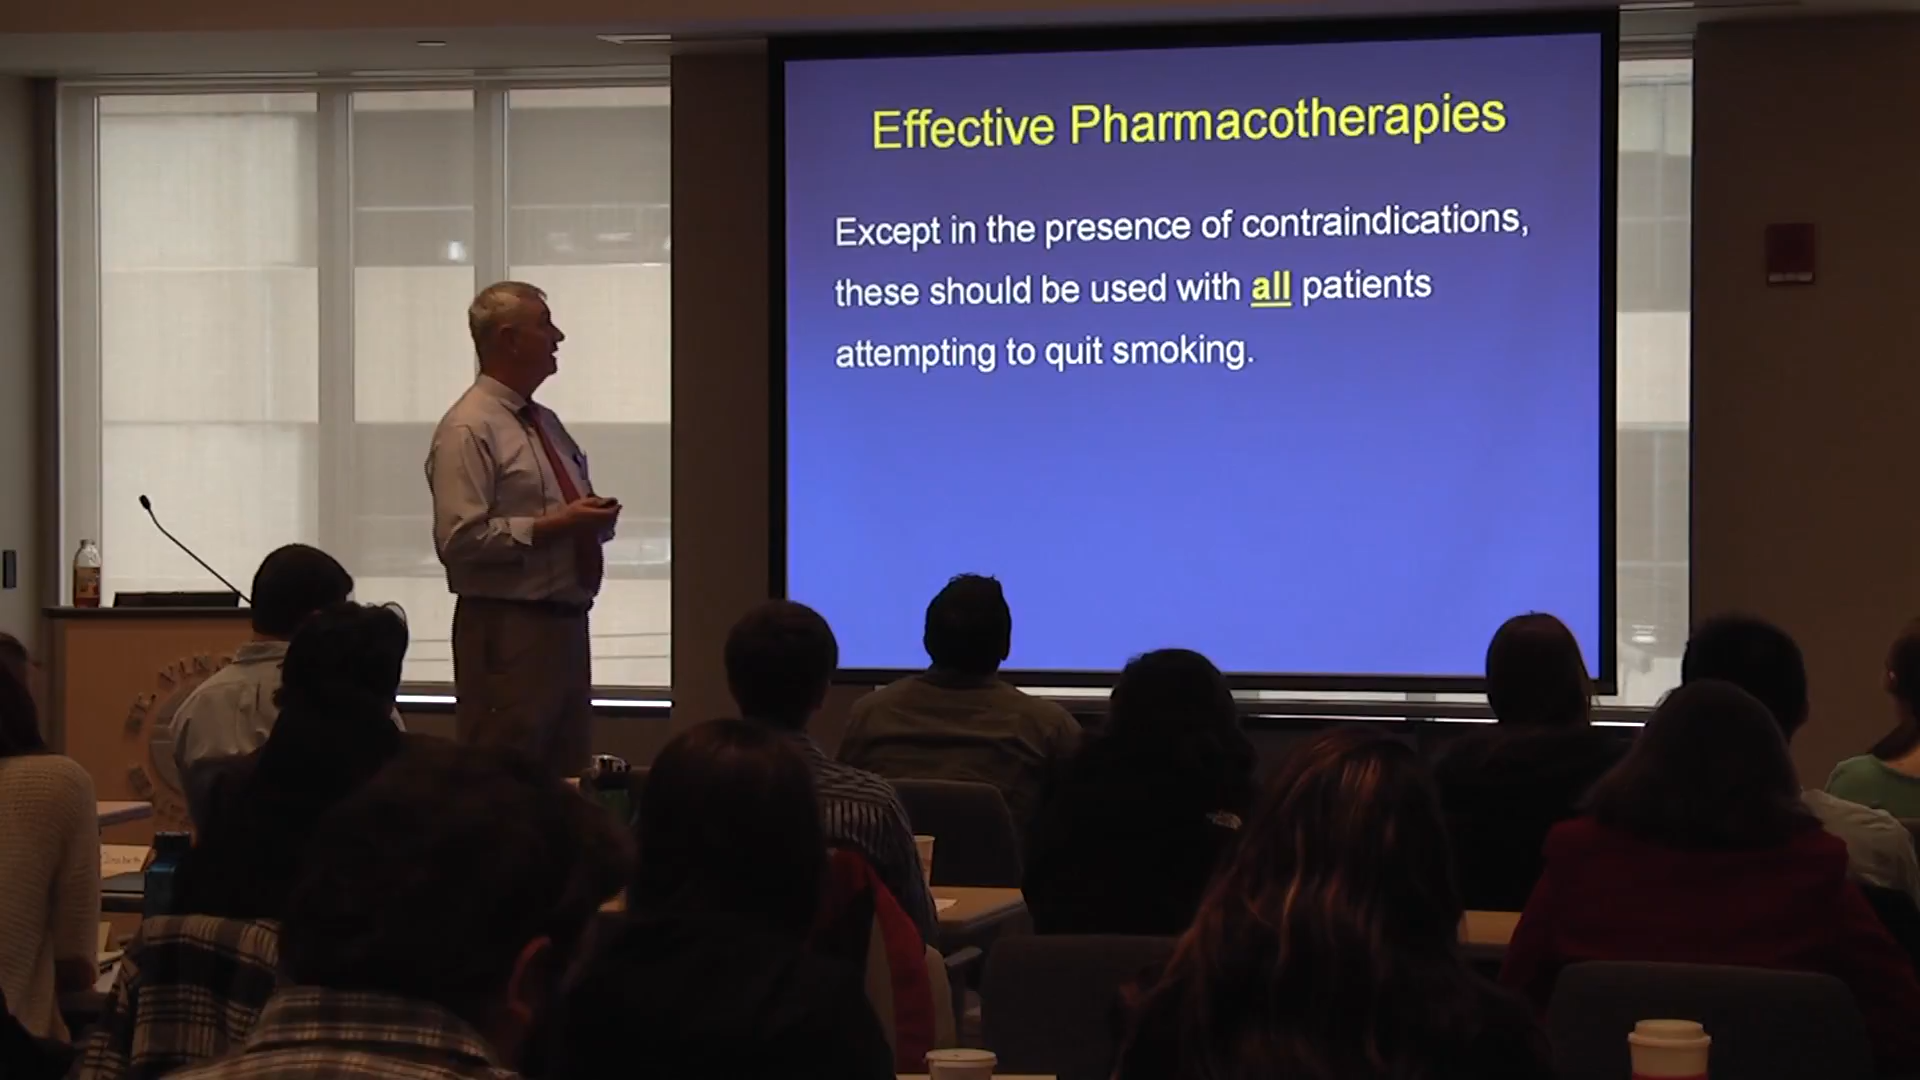 Effective Pharmacotherapies
Except in the presence of contraindications,
these should be used with all patients
attempting to quit smoking.